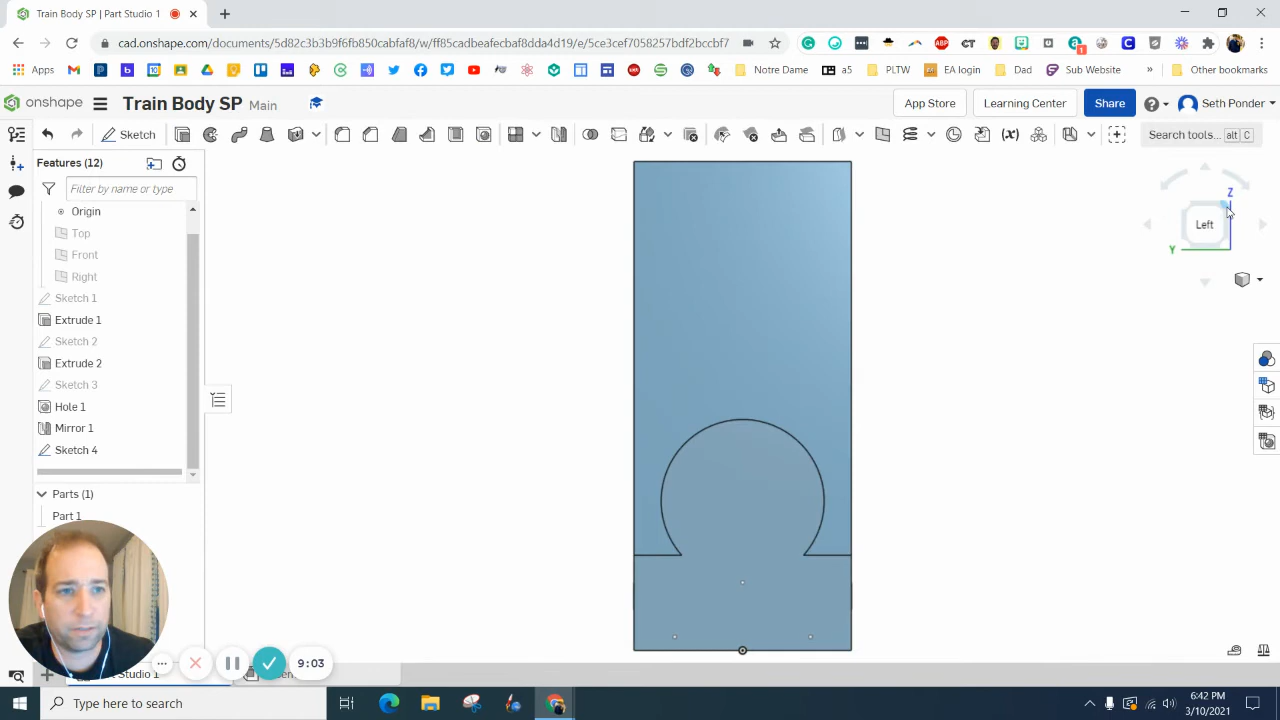 Train Body SP | Part Studio 1
cad.onshape.com/documents/5d82c3b3b9f6fb85fecabaf8/w/ff85cadbeafecbaf8dda4d19/e/ee3cef7058257bf2bccbf7
Apps
Notre Dame
a5
PLTW
EA login
Dad
Sub Website
»
Other bookmarks
onshape
Train Body SP Main
App Store
Learning Center
Share
Seth Ponder
Sketch
Search tools... alt C
Features (12)
Filter by name or type
Origin
Top
Front
Right
Sketch 1
Extrude 1
Sketch 2
Extrude 2
Sketch 3
Hole 1
Mirror 1
Sketch 4
Parts (1)
Part 1
Z
Left
Y
9:03
Studio 1
Type here to search
6:42 PM
3/10/2021